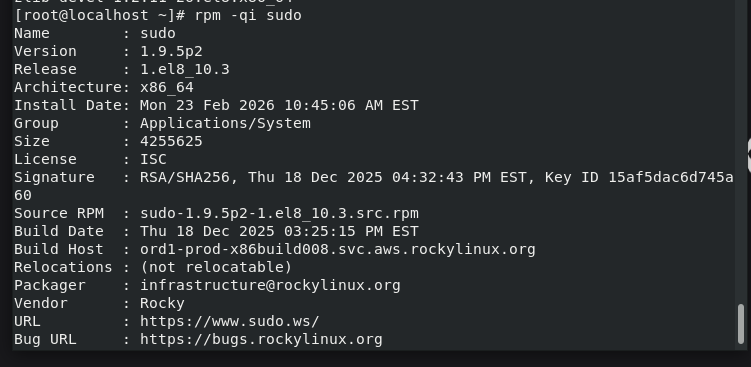 [root@localhost ~]# rpm -qi sudo
Name        : sudo
Version     : 1.9.5p2
Release     : 1.el8_10.3
Architecture: x86_64
Install Date: Mon 23 Feb 2026 10:45:06 AM EST
Group       : Applications/System
Size        : 4255625
License     : ISC
Signature   : RSA/SHA256, Thu 18 Dec 2025 04:32:43 PM EST, Key ID 15af5dac6d745a
60
Source RPM  : sudo-1.9.5p2-1.el8_10.3.src.rpm
Build Date  : Thu 18 Dec 2025 03:25:15 PM EST
Build Host  : ord1-prod-x86build008.svc.aws.rockylinux.org
Relocations : (not relocatable)
Packager    : infrastructure@rockylinux.org
Vendor      : Rocky
URL         : https://www.sudo.ws/
Bug URL     : https://bugs.rockylinux.org